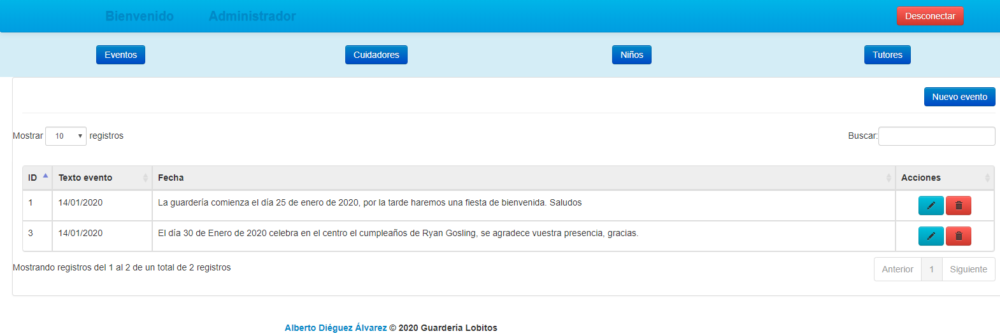 Bienvenido Administrador Desconectar
Eventos Cuidadores Niños Tutores
Nuevo evento
Mostrar 10 registros Buscar:
ID Texto evento Fecha Acciones
1 14/01/2020 La guardería comienza el día 25 de enero de 2020, por la tarde haremos una fiesta de bienvenida. Saludos
3 14/01/2020 El día 30 de Enero de 2020 celebra en el centro el cumpleaños de Ryan Gosling, se agradece vuestra presencia, gracias.
Mostrando registros del 1 al 2 de un total de 2 registros Anterior 1 Siguiente
Alberto Diéguez Álvarez © 2020 Guardería Lobitos